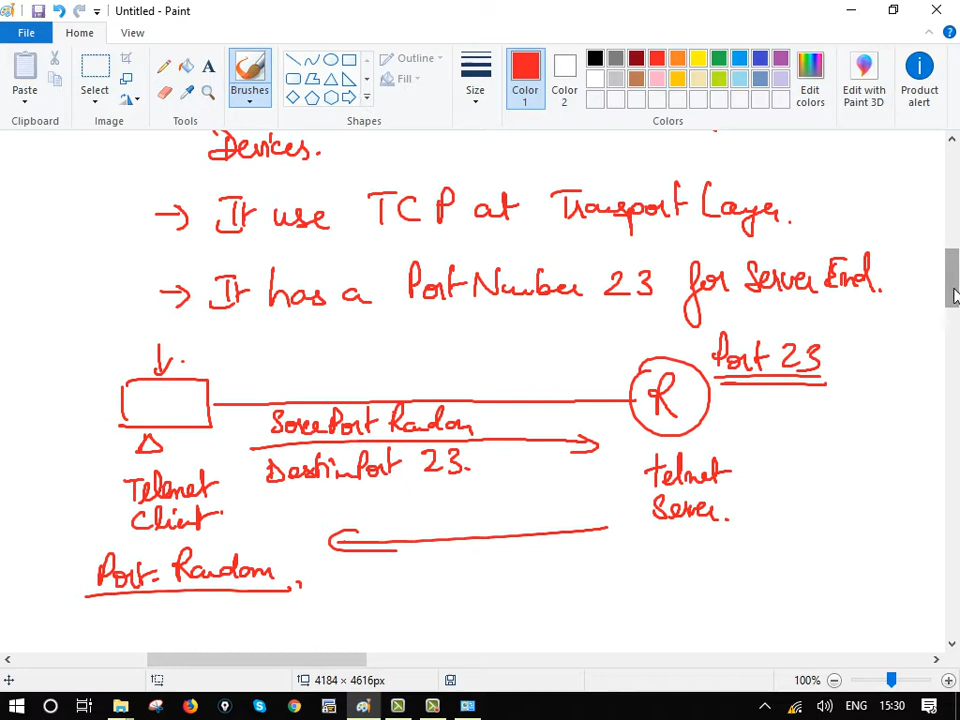 Untitled - Paint
File
Home
View
Paste
Clipboard
Select
Image
Tools
Brushes
Outline
Fill
Shapes
Size
Color 1
Color 2
Edit colors
Colors
Edit with Paint 3D
Product alert
Devices.
→ It use TCP at Transport Layer.
→ It has a Port Number 23 for Server End.
Port 23
R
SorcePort Random
Destin Port 23.
Telenet
Client
telnet
Server.
Port= Random
4184 × 4616px
100%
ENG
15:30